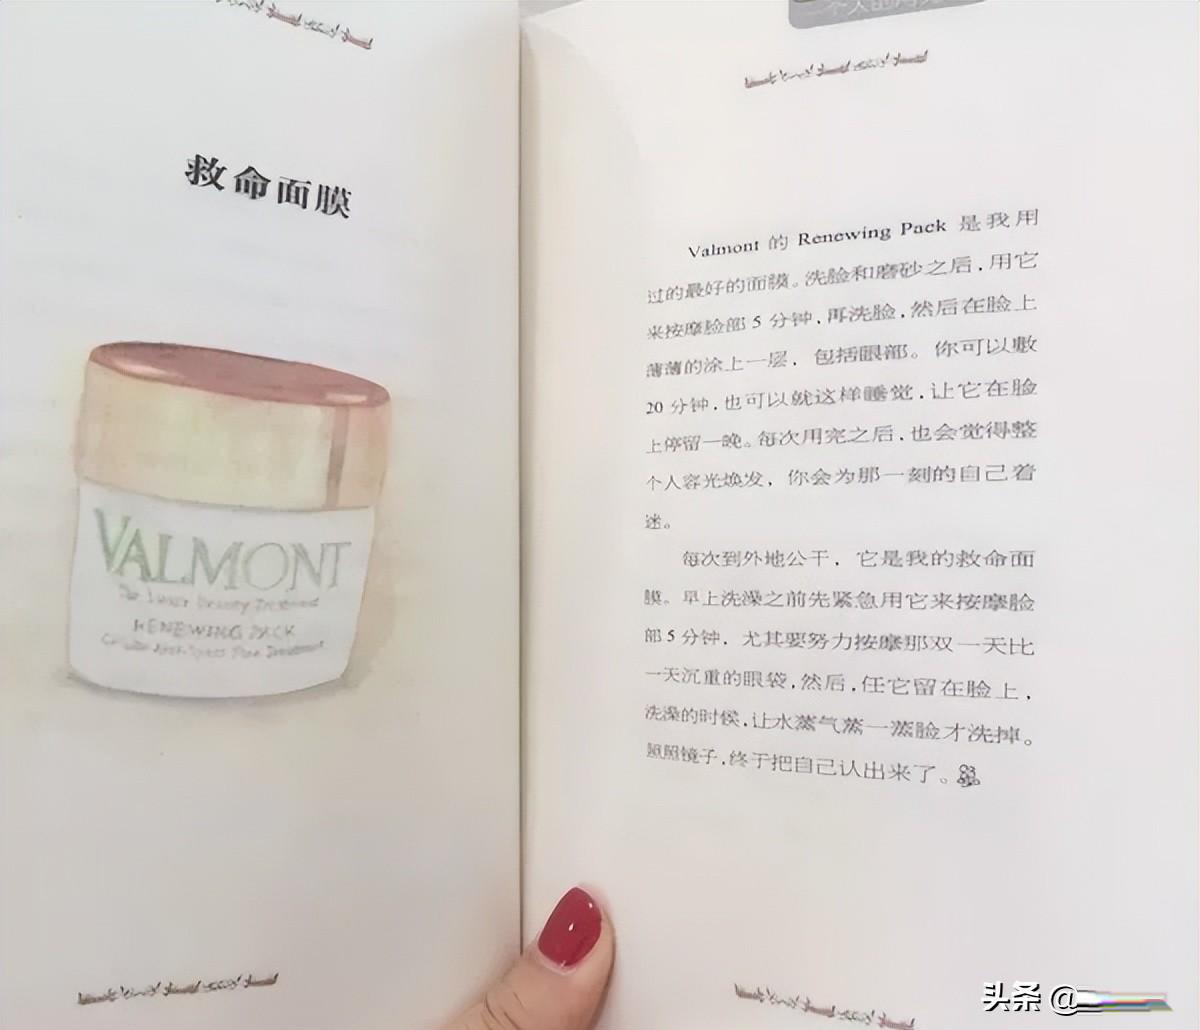 救命面膜
VALMONT
RENEWING PACK
Valmont 的 Renewing Pack 是我用
过的最好的面膜。洗脸和磨砂之后，用它
来按摩脸部 5 分钟，再洗脸，然后在脸上
薄薄的涂上一层，包括眼部。你可以敷
20 分钟，也可以就这样睡觉，让它在脸
上停留一晚。每次用完之后，也会觉得整
个人容光焕发，你会为那一刻的自己着
迷。
每次到外地公干，它是我的救命面
膜。早上洗澡之前先紧急用它来按摩脸
部 5 分钟，尤其要努力按摩那双一天比
一天沉重的眼袋，然后，任它留在脸上，
洗澡的时候，让水蒸气蒸一蒸脸才洗掉。
照照镜子，终于把自己认出来了。
头条 @